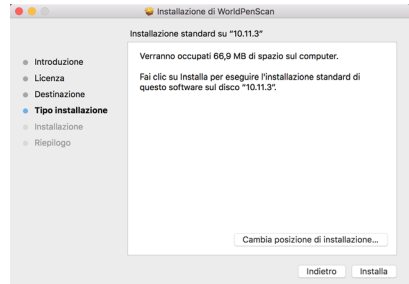 Installazione di WorldPenScan
Installazione standard su “10.11.3”
Introduzione
Licenza
Destinazione
Tipo installazione
Installazione
Riepilogo
Verranno occupati 66,9 MB di spazio sul computer.
Fai clic su Installa per eseguire l'installazione standard di
questo software sul disco “10.11.3”.
Cambia posizione di installazione...
Indietro
Installa